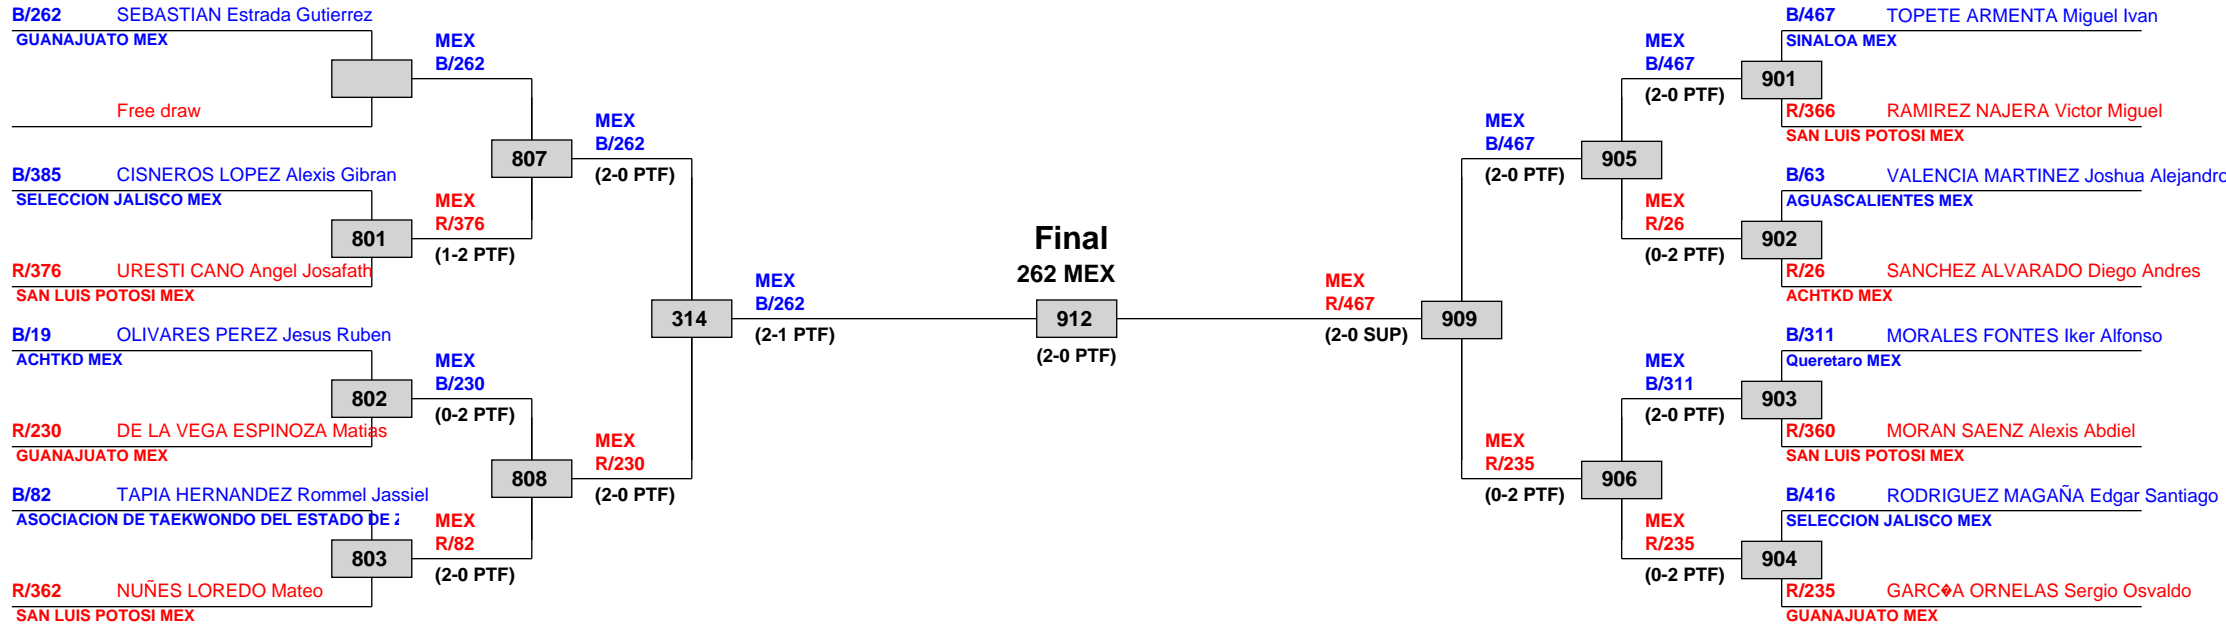 B/262 SEBASTIAN Estrada Gutierrez
GUANAJUATO MEX
Free draw
B/385 CISNEROS LOPEZ Alexis Gibran
SELECCION JALISCO MEX
801
R/376 URESTI CANO Angel Josafath
SAN LUIS POTOSI MEX
B/19 OLIVARES PEREZ Jesus Ruben
ACHTKD MEX
802
R/230 DE LA VEGA ESPINOZA Matias
GUANAJUATO MEX
B/82 TAPIA HERNANDEZ Rommel Jassiel
ASOCIACION DE TAEKWONDO DEL ESTADO DE
803
R/362 NUÑES LOREDO Mateo
SAN LUIS POTOSI MEX
MEX
B/262
807
MEX
R/376
(1-2 PTF)
MEX
B/230
(0-2 PTF)
808
MEX
R/82
(2-0 PTF)
MEX
B/262
(2-0 PTF)
314
MEX
R/230
(2-0 PTF)
MEX
B/262
(2-1 PTF)
Final
262 MEX
912
(2-0 PTF)
MEX
R/467
(2-0 SUP)
909
MEX
B/467
(2-0 PTF)
MEX
R/235
(0-2 PTF)
905
906
MEX
B/467
(2-0 PTF)
MEX
R/26
(0-2 PTF)
MEX
B/311
(2-0 PTF)
MEX
R/235
(0-2 PTF)
B/467 TOPETE ARMENTA Miguel Ivan
SINALOA MEX
901
R/366 RAMIREZ NAJERA Victor Miguel
SAN LUIS POTOSI MEX
B/63 VALENCIA MARTINEZ Joshua Alejandro
AGUASCALIENTES MEX
902
R/26 SANCHEZ ALVARADO Diego Andres
ACHTKD MEX
B/311 MORALES FONTES Iker Alfonso
Queretaro MEX
903
R/360 MORAN SAENZ Alexis Abdiel
SAN LUIS POTOSI MEX
B/416 RODRIGUEZ MAGAÑA Edgar Santiago
SELECCION JALISCO MEX
904
R/235 GARC�A ORNELAS Sergio Osvaldo
GUANAJUATO MEX